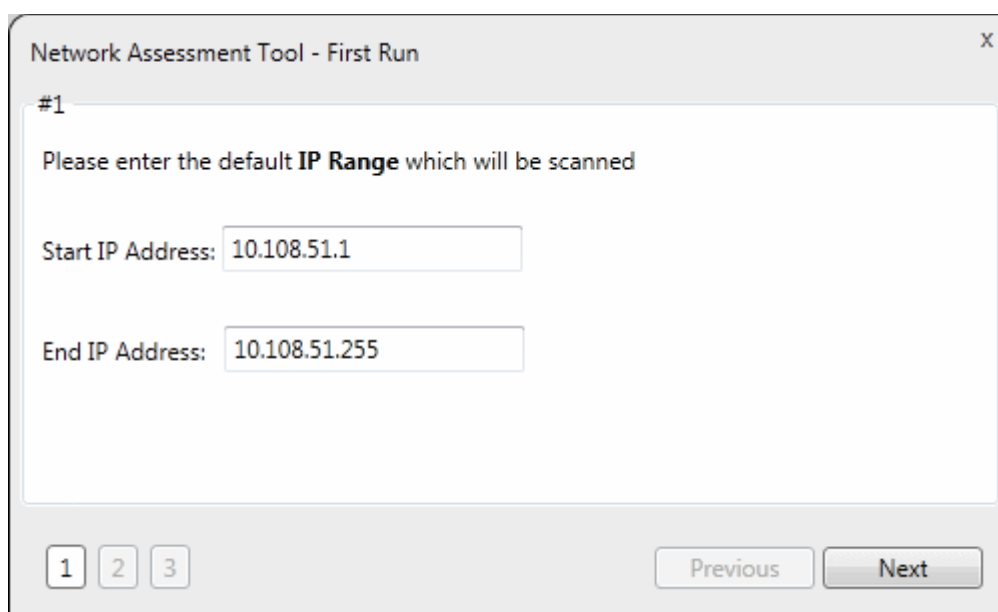 Network Assessment Tool - First Run
x
#1
Please enter the default IP Range which will be scanned
Start IP Address: 10.108.51.1
End IP Address: 10.108.51.255
1 2 3 Previous Next